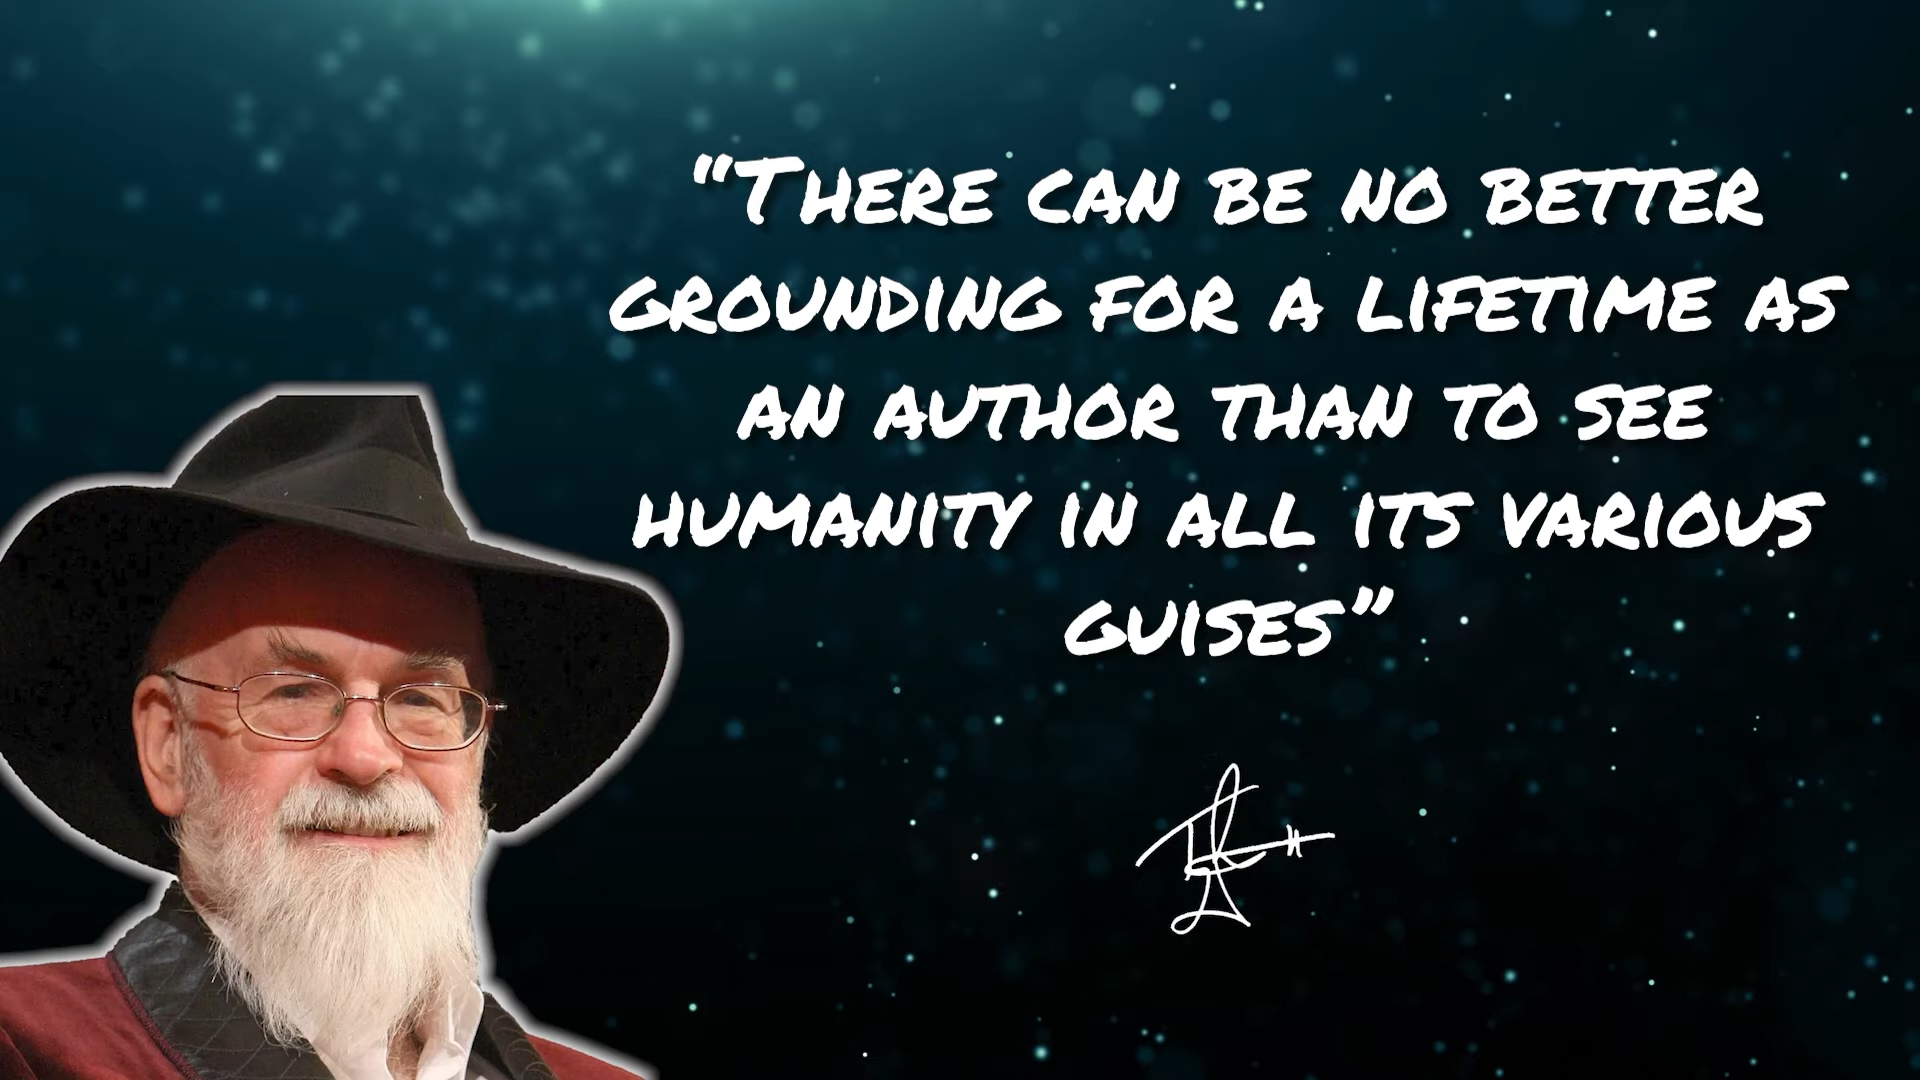 “There can be no better
grounding for a lifetime as
an author than to see
humanity in all its various
guises”